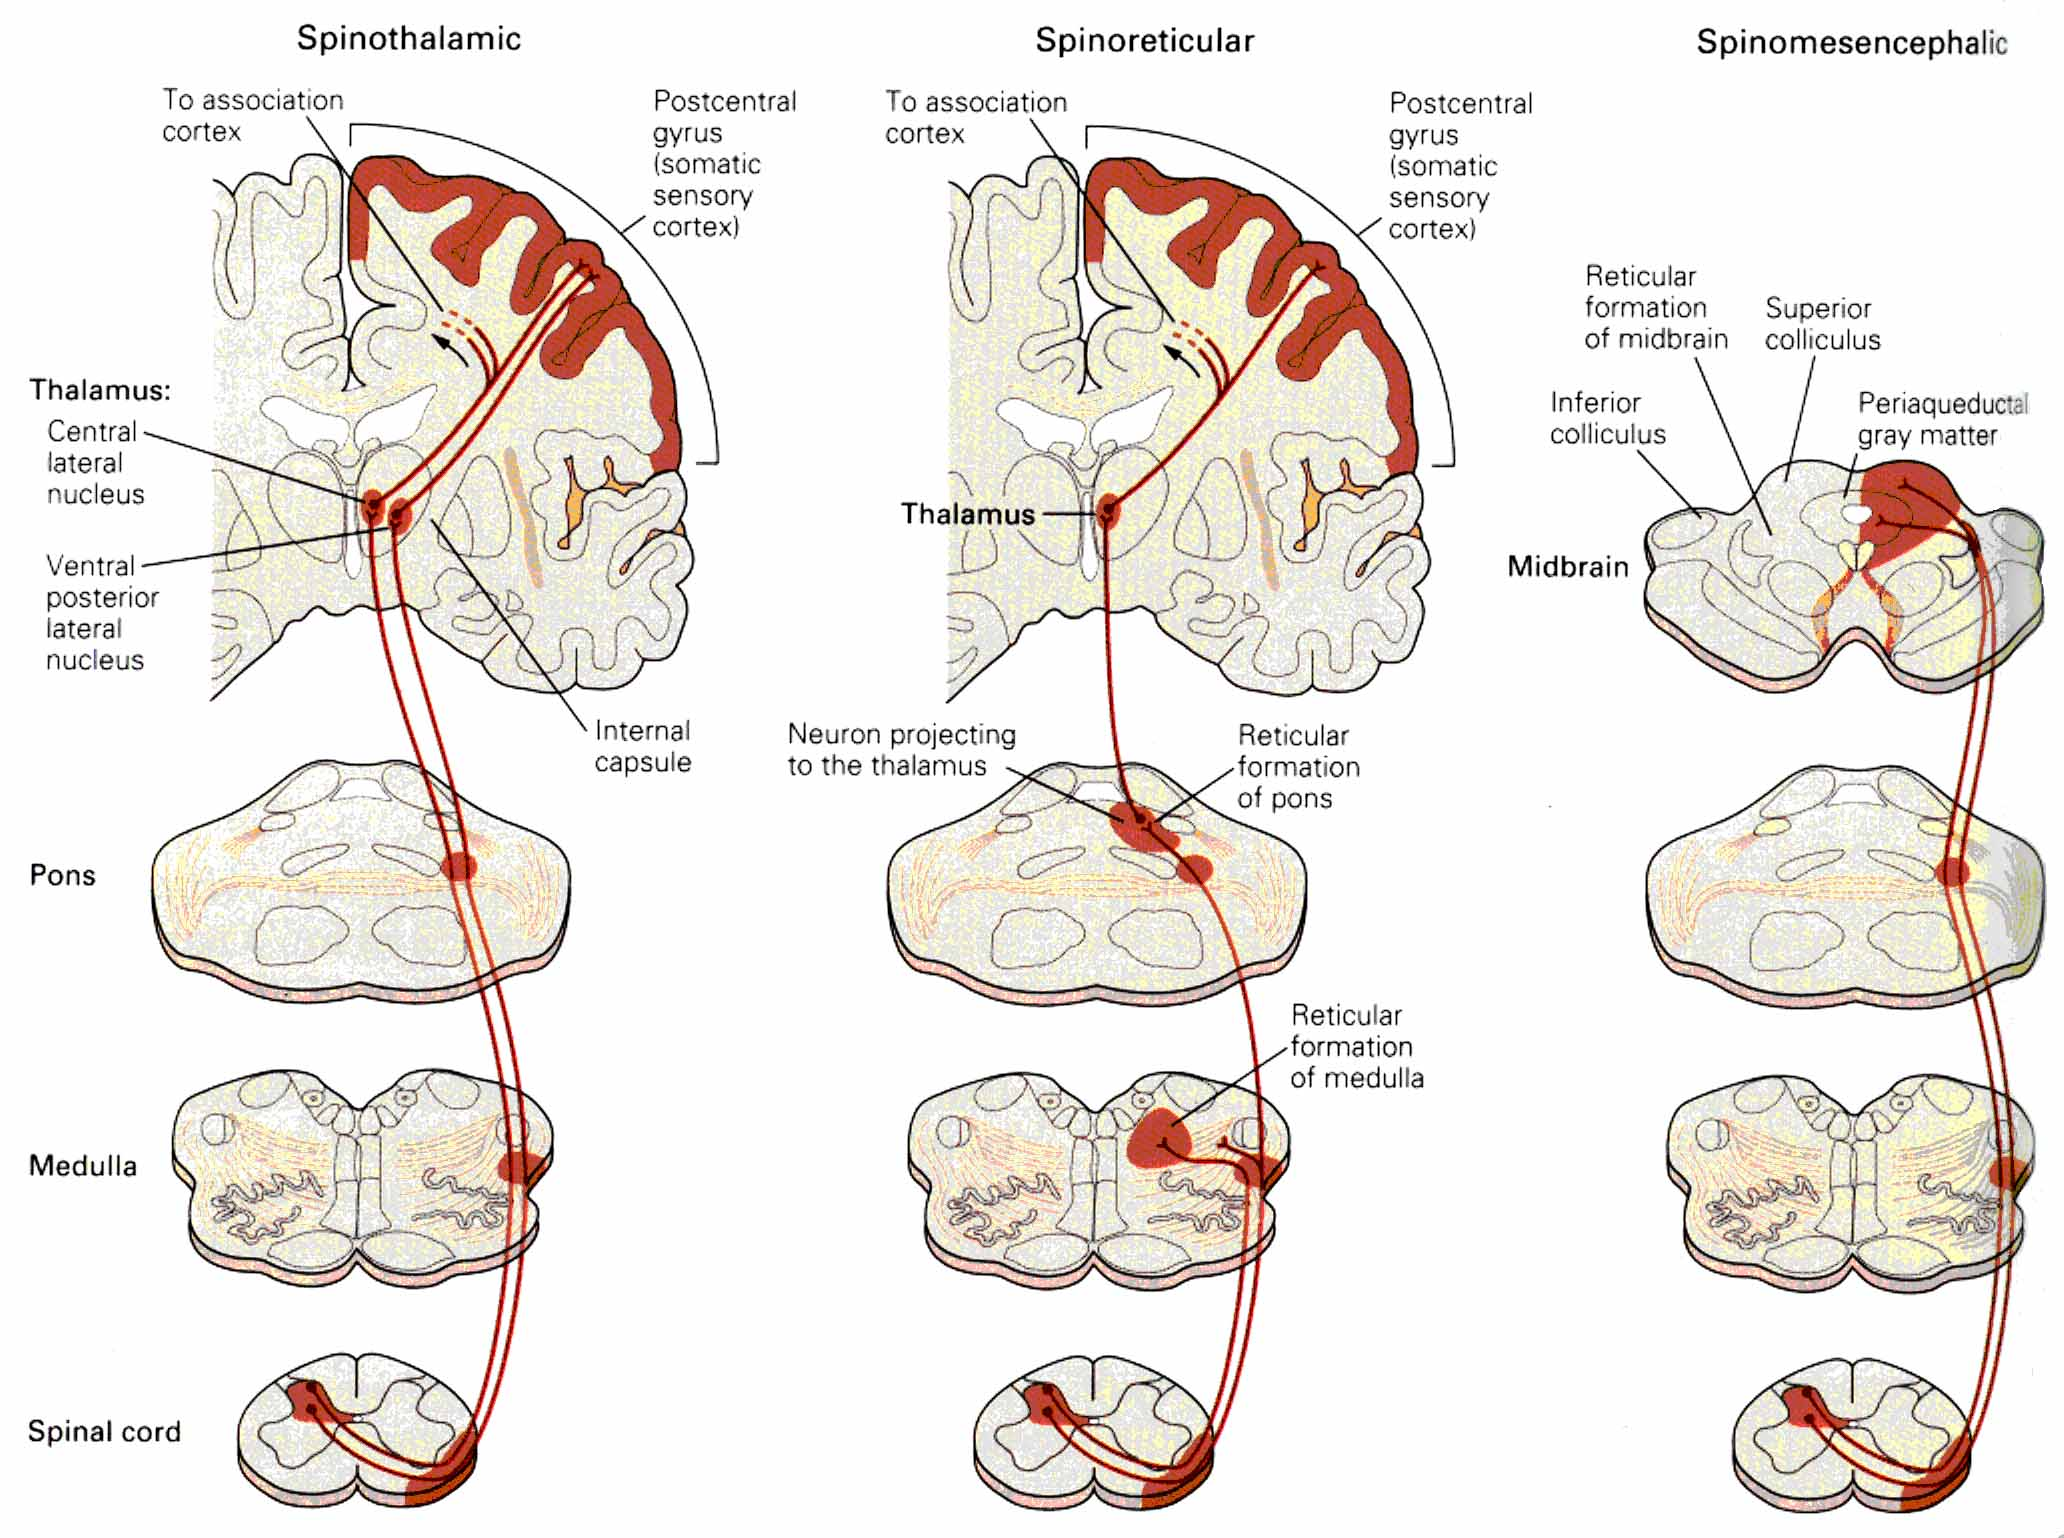 Spinothalamic
To association
cortex
Postcentral
gyrus
(somatic
sensory
cortex)
Thalamus:
Central
lateral
nucleus
Ventral
posterior
lateral
nucleus
Internal
capsule
Pons
Medulla
Spinal cord
Spinoreticular
To association
cortex
Postcentral
gyrus
(somatic
sensory
cortex)
Thalamus
Neuron projecting
to the thalamus
Reticular
formation
of pons
Reticular
formation
of medulla
Spinomesencephalic
Reticular
formation
of midbrain
Superior
colliculus
Inferior
colliculus
Periaqueductal
gray matter
Midbrain